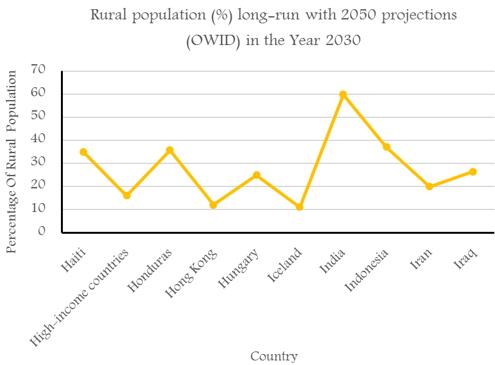 Rural population (%) long-run with 2050 projections
(OWID) in the Year 2030
Percentage Of Rural Population
70
60
50
40
30
20
10
0
Haiti
High-income countries
Honduras
Hong Kong
Hungary
Iceland
India
Indonesia
Iran
Iraq
Country